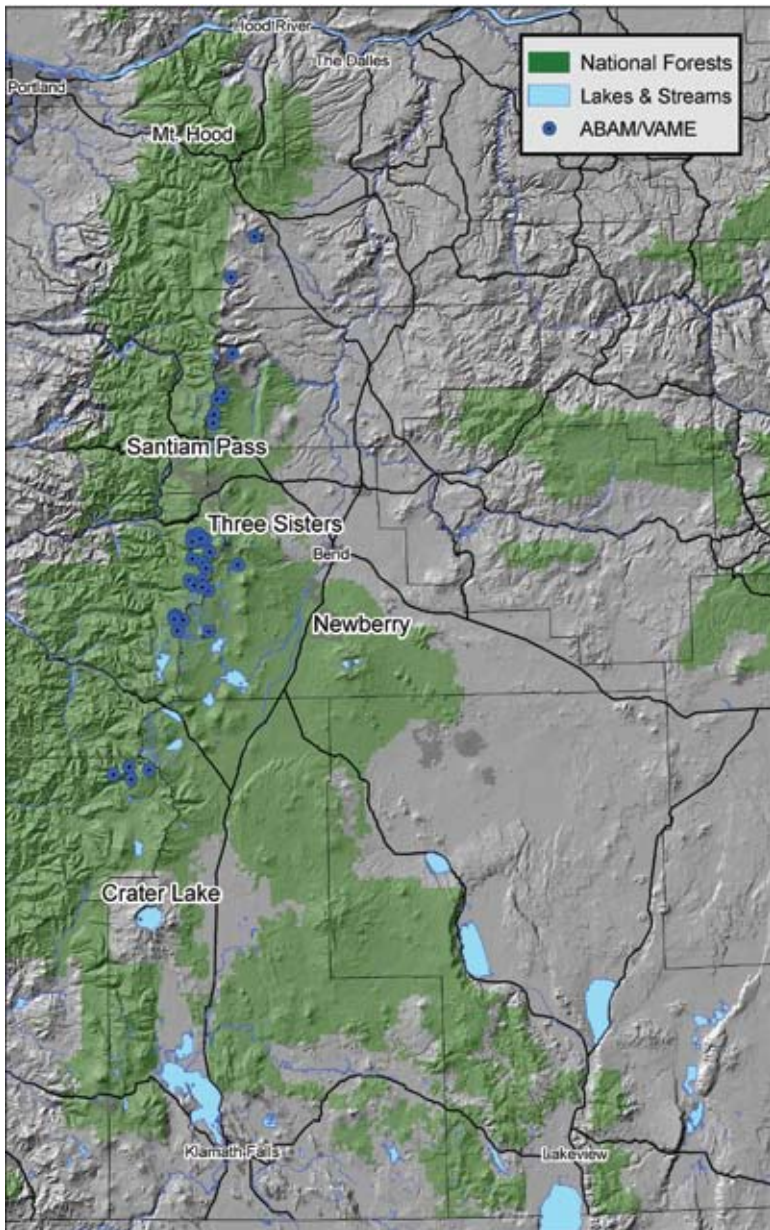 Hood River
The Dalles
Portland
Mt. Hood
National Forests
Lakes & Streams
ABAM/VAME
Santiam Pass
Three Sisters
Bend
Newberry
Crater Lake
Klamath Falls
Lakeview